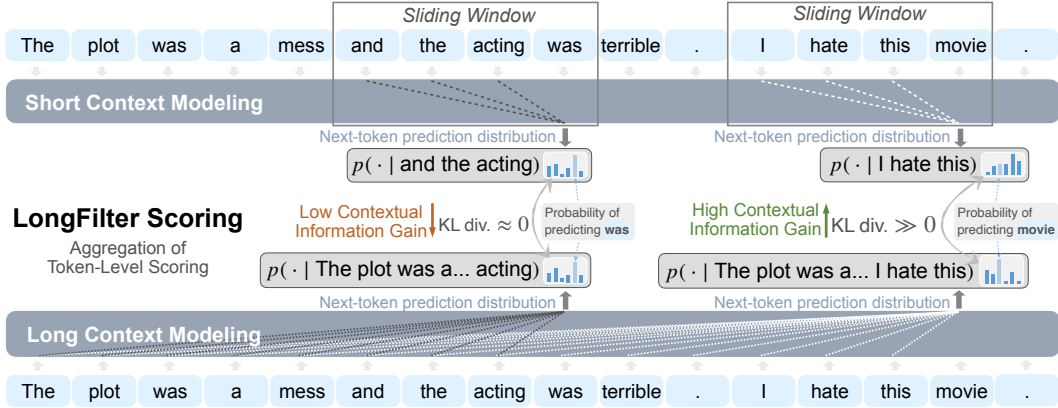 Sliding Window Sliding Window
The plot was a mess and the acting was terrible . I hate this movie .
Short Context Modeling
Next-token prediction distribution Next-token prediction distribution
p( · | and the acting) p( · | I hate this)
LongFilter Scoring
Aggregation of
Token-Level Scoring
Low Contextual
Information Gain
KL div. ≈ 0
Probability of
predicting was
High Contextual
Information Gain
KL div. ≫ 0
Probability of
predicting movie
p( · | The plot was a... acting) p( · | The plot was a... I hate this)
Next-token prediction distribution Next-token prediction distribution
Long Context Modeling
The plot was a mess and the acting was terrible . I hate this movie .